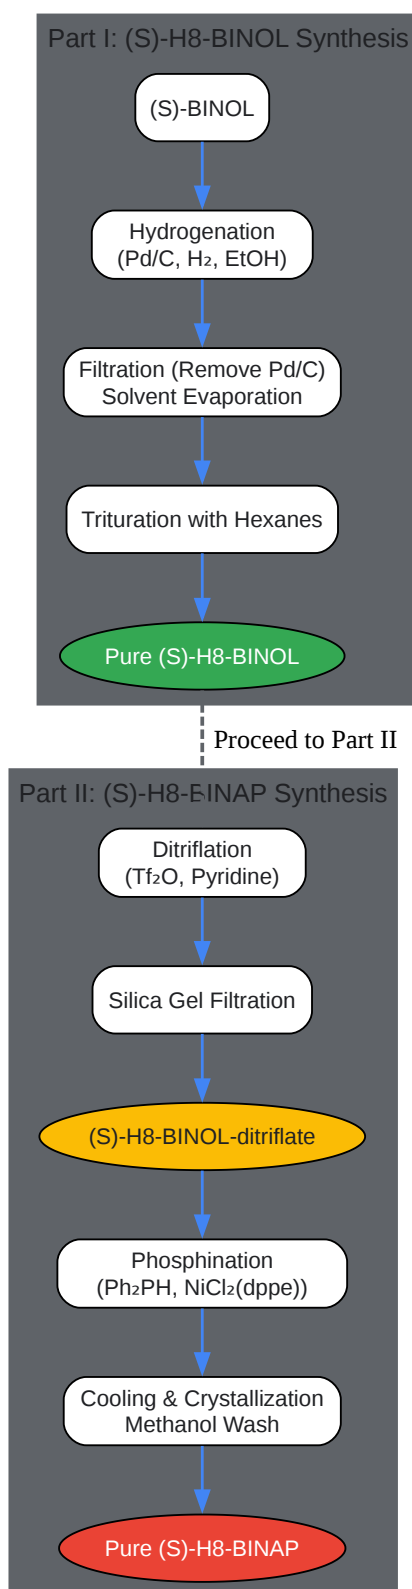 Part I: (S)-H8-BINOL Synthesis
(S)-BINOL
Hydrogenation
(Pd/C, H₂, EtOH)
Filtration (Remove Pd/C)
Solvent Evaporation
Trituration with Hexanes
Pure (S)-H8-BINOL
Proceed to Part II
Part II: (S)-H8-BINAP Synthesis
Ditriflation
(Tf₂O, Pyridine)
Silica Gel Filtration
(S)-H8-BINOL-ditriflate
Phosphination
(Ph₂PH, NiCl₂(dppe))
Cooling & Crystallization
Methanol Wash
Pure (S)-H8-BINAP